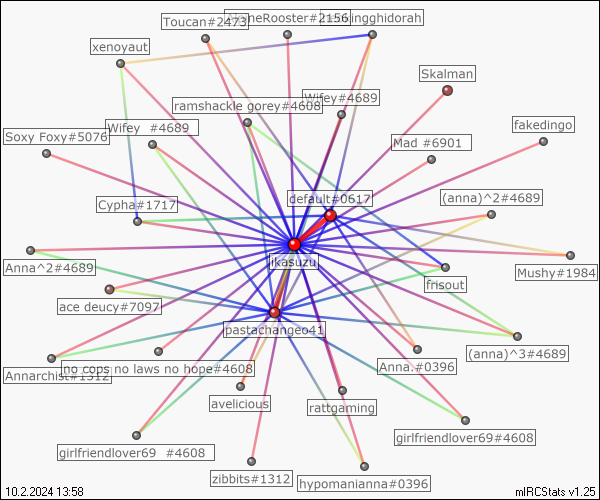 Toucan#2473
NoneRooster#2156
kingghidorah
xenoyaut
Skalman
Wifey#4689
ramshackle gorey#4608
fakedingo
Soxy Foxy#5076
Wifey  #4689
Mad #6901
default#0617
(anna)^2#4689
Cypha#1717
jikasuzu
Anna^2#4689
Mushy#1984
frisout
ace deucy#7097
pastachangeo41
(anna)^3#4689
Annarchist#1312
no cops no laws no hope#4608
Anna.#0396
avelicious
rattgaming
girlfriendlover69#4608
girlfriendlover69  #4608
zibbits#1312
hypomanianna#0396
10.2.2024 13:58
mIRCStats v1.25